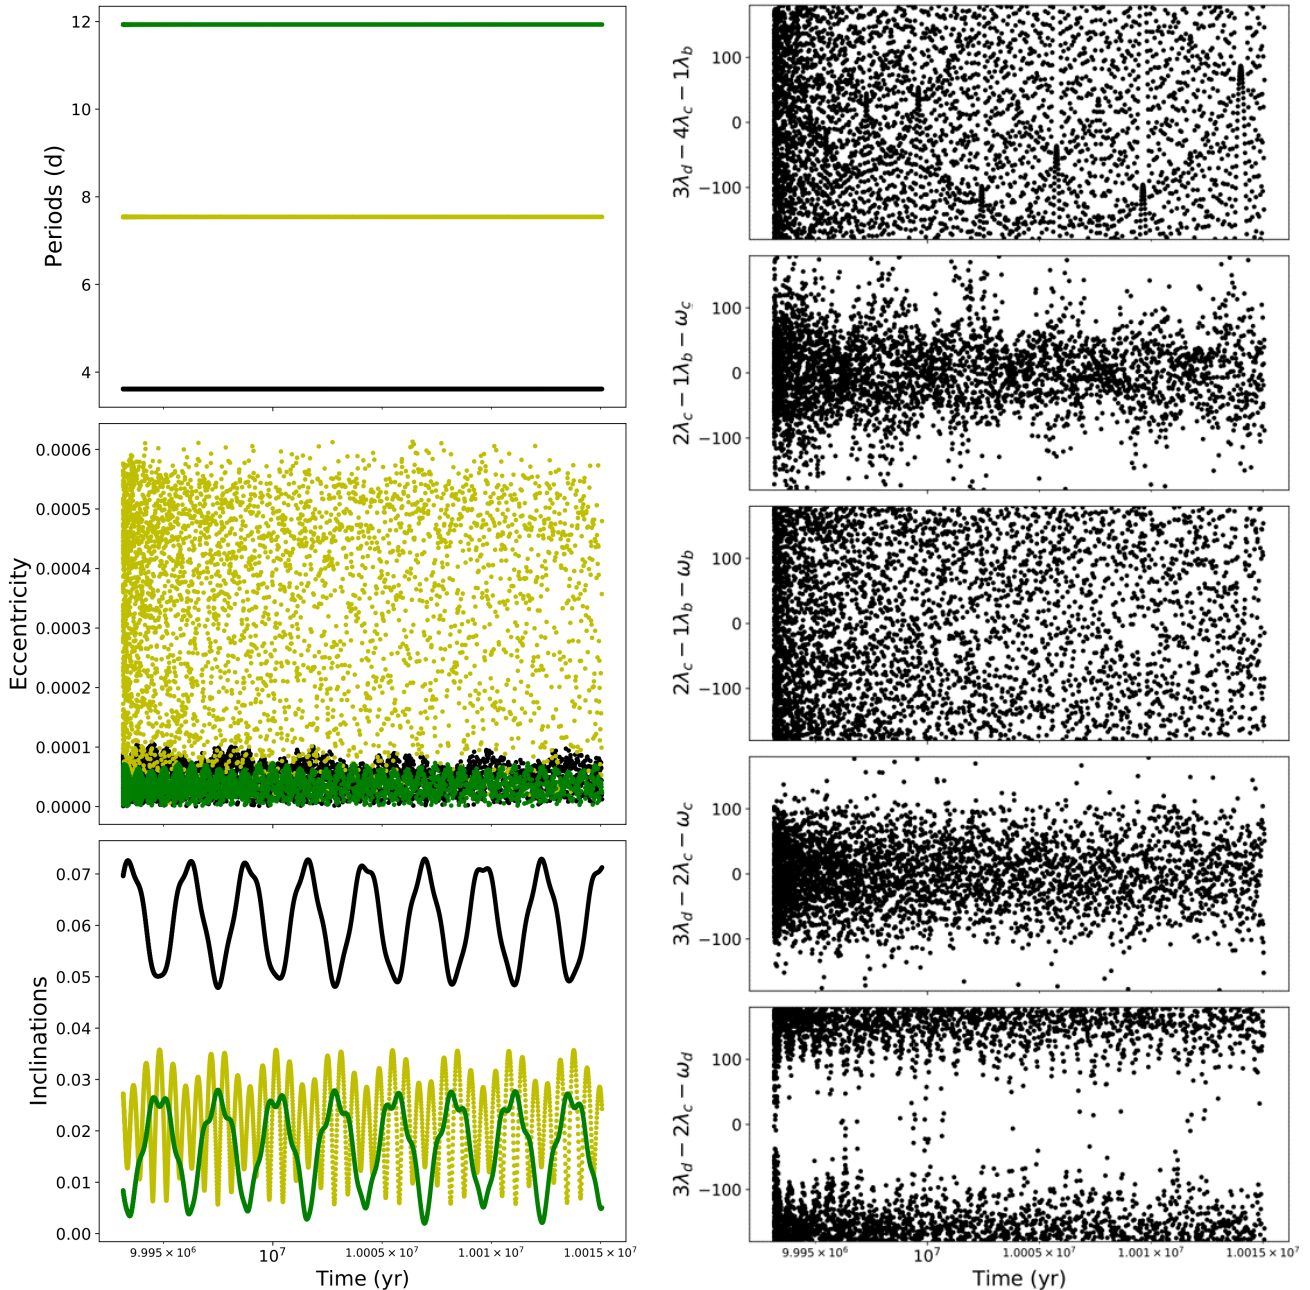 12
10
8
6
4
Periods (d)
0.0006
0.0005
0.0004
0.0003
0.0002
0.0001
0.0000
Eccentricity
0.07
0.06
0.05
0.04
0.03
0.02
0.01
0.00
Inclinations
9.995 × 10⁶
10⁷
1.0005 × 10⁷
1.001 × 10⁷
1.0015 × 10⁷
Time (yr)
100
0
−100
3λ_d − 4λ_c − 1λ_b
100
0
−100
2λ_c − 1λ_b − ω_c
100
0
−100
2λ_c − 1λ_b − ω_b
100
0
−100
3λ_d − 2λ_c − ω_c
100
0
−100
3λ_d − 2λ_c − ω_d
9.995 × 10⁶
10⁷
1.0005 × 10⁷
1.001 × 10⁷
1.0015 × 10⁷
Time (yr)